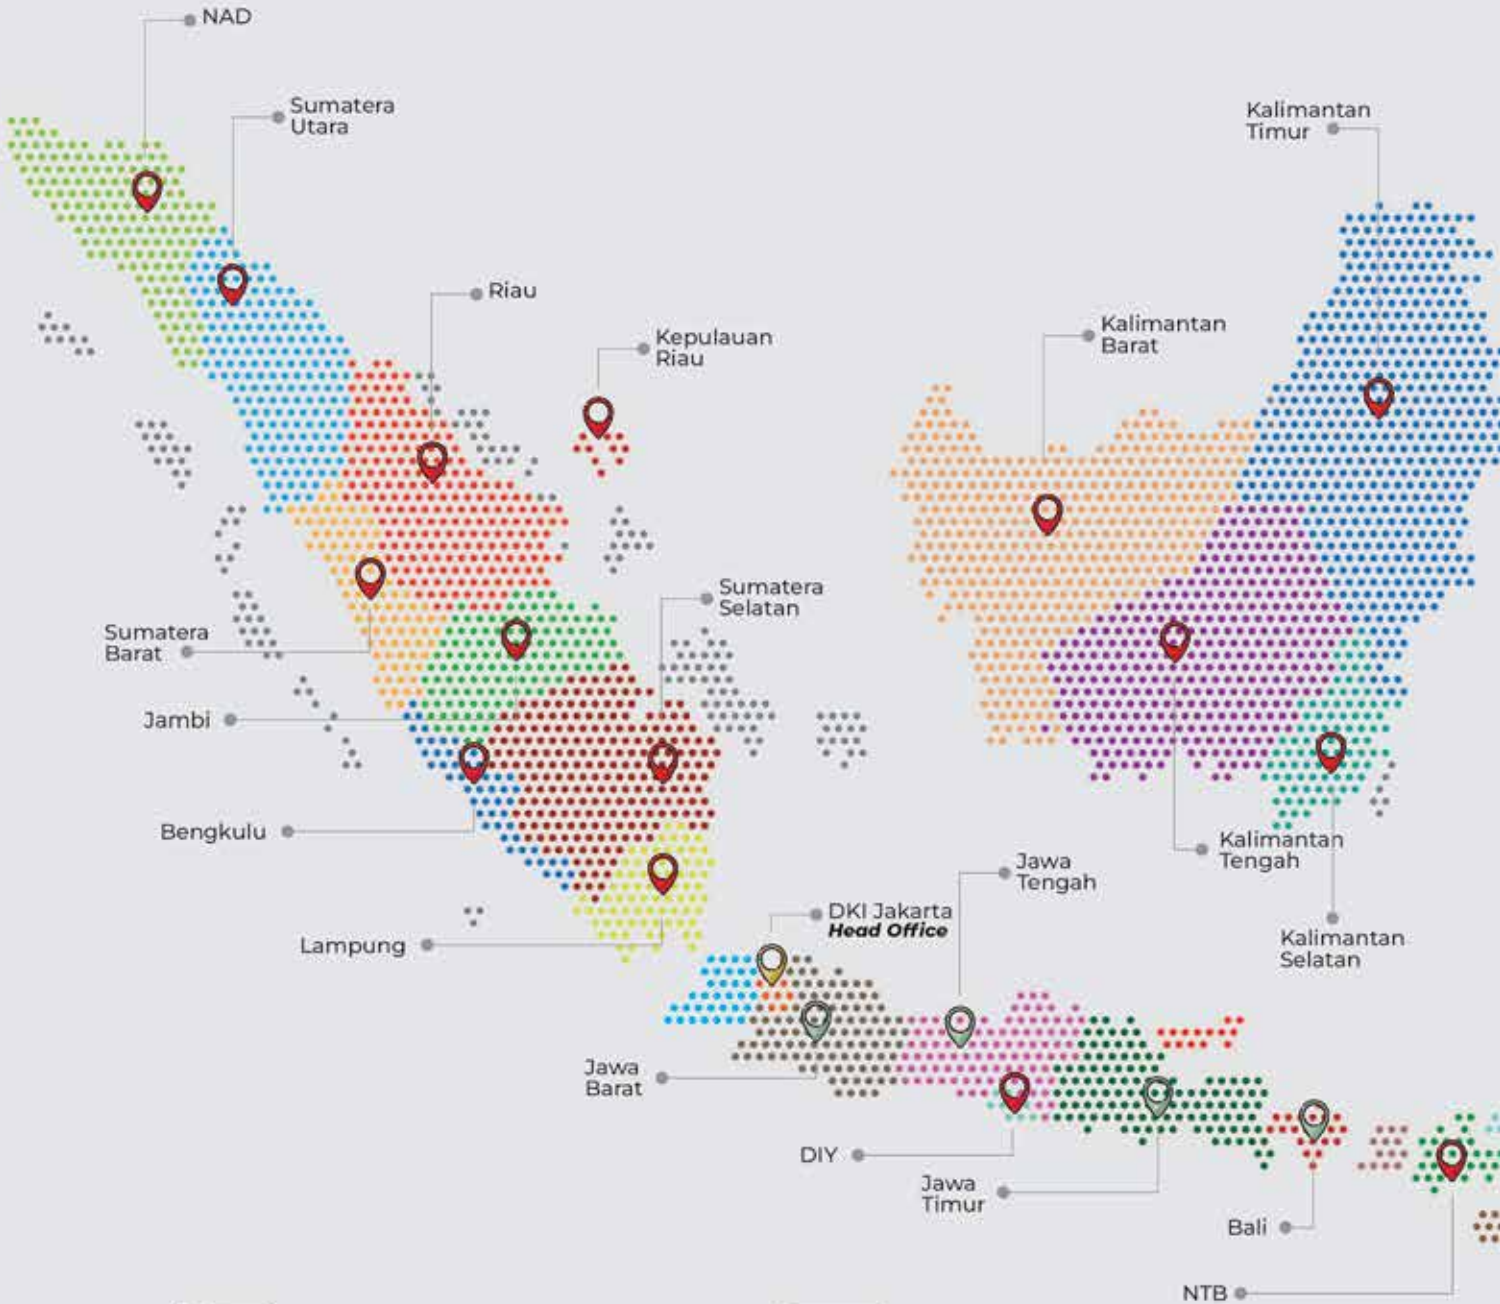 NAD
Sumatera
Utara
Kalimantan
Timur
Riau
Kepulauan
Riau
Kalimantan
Barat
Sumatera
Selatan
Sumatera
Barat
Jambi
Bengkulu
Kalimantan
Tengah
Jawa
Tengah
DKI Jakarta
Head Office
Lampung
Kalimantan
Selatan
Jawa
Barat
DIY
Jawa
Timur
Bali
NTB